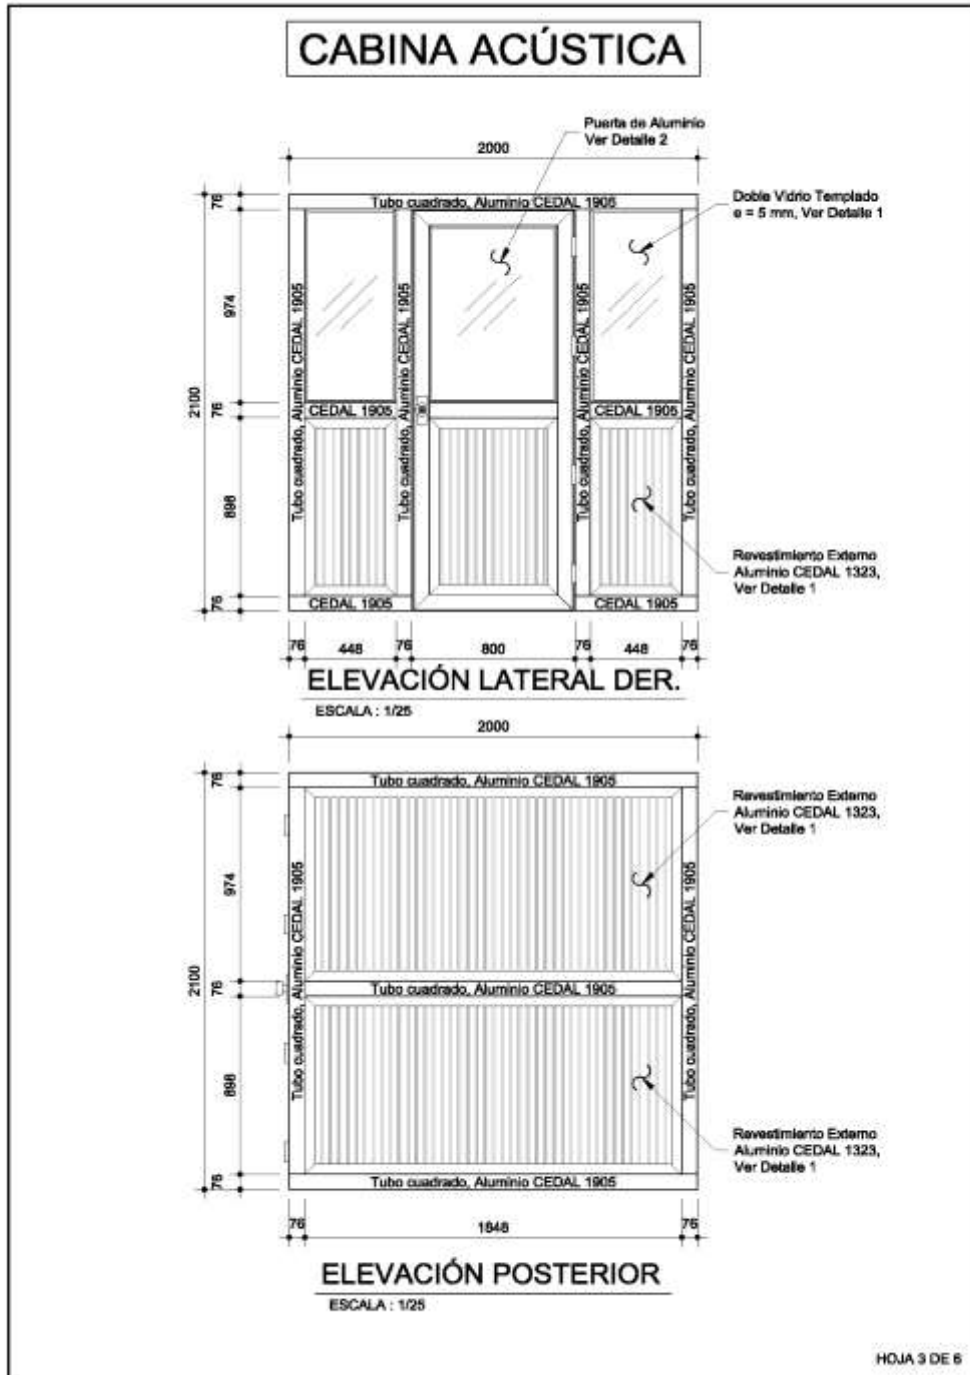 CABINA ACÚSTICA
Puerta de Aluminio
Ver Detalle 2
2000
Doble Vidrio Templado
e = 5 mm, Ver Detalle 1
Tubo cuadrado, Aluminio CEDAL 1905
76
974
2100
76
898
76
Tubo cuadrado, Aluminio CEDAL 1905
Tubo cuadrado, Aluminio CEDAL 1905
Tubo cuadrado, Aluminio CEDAL 1905
Tubo cuadrado, Aluminio CEDAL 1905
CEDAL 1905
CEDAL 1905
Revestimiento Externo
Aluminio CEDAL 1323,
Ver Detalle 1
CEDAL 1905
CEDAL 1905
76
448
76
800
76
448
76
ELEVACIÓN LATERAL DER.
ESCALA : 1/25
2000
Tubo cuadrado, Aluminio CEDAL 1905
76
974
2100
76
898
76
Revestimiento Externo
Aluminio CEDAL 1323,
Ver Detalle 1
Tubo cuadrado, Aluminio CEDAL 1905
Tubo cuadrado, Aluminio CEDAL 1905
Tubo cuadrado, Aluminio CEDAL 1905
Revestimiento Externo
Aluminio CEDAL 1323,
Ver Detalle 1
Tubo cuadrado, Aluminio CEDAL 1905
76
1848
76
ELEVACIÓN POSTERIOR
ESCALA : 1/25
HOJA 3 DE 6